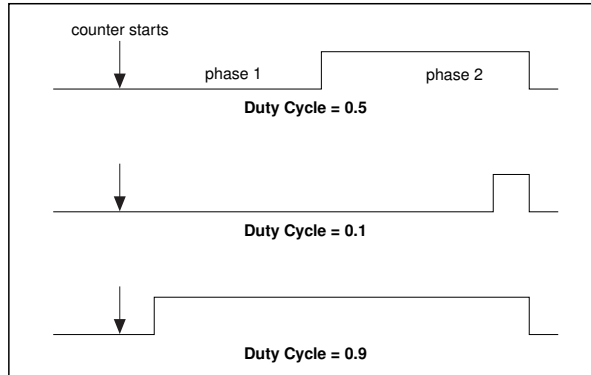 counter starts
phase 1
phase 2
Duty Cycle = 0.5
Duty Cycle = 0.1
Duty Cycle = 0.9